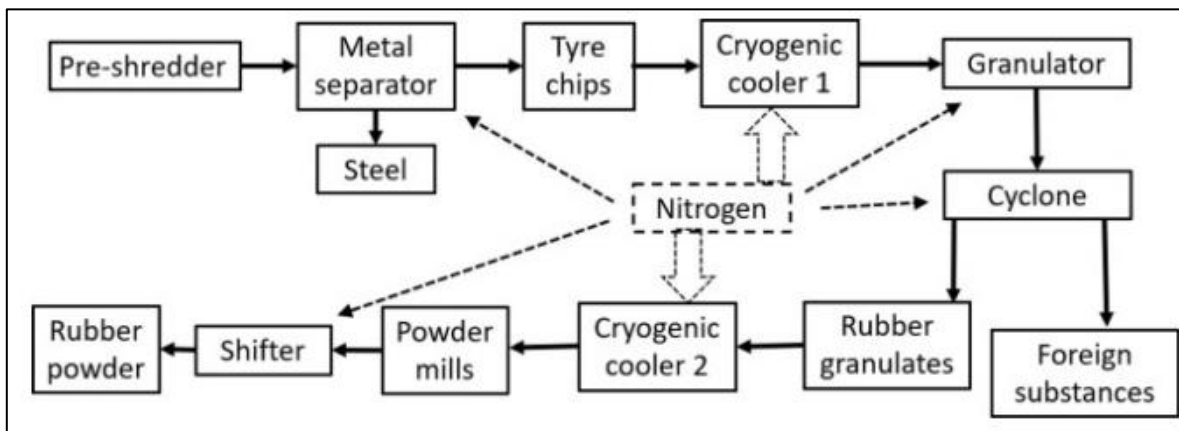 Pre-shredder
Metal
separator
Tyre
chips
Cryogenic
cooler 1
Granulator
Steel
Nitrogen
Cyclone
Rubber
powder
Shifter
Powder
mills
Cryogenic
cooler 2
Rubber
granulates
Foreign
substances